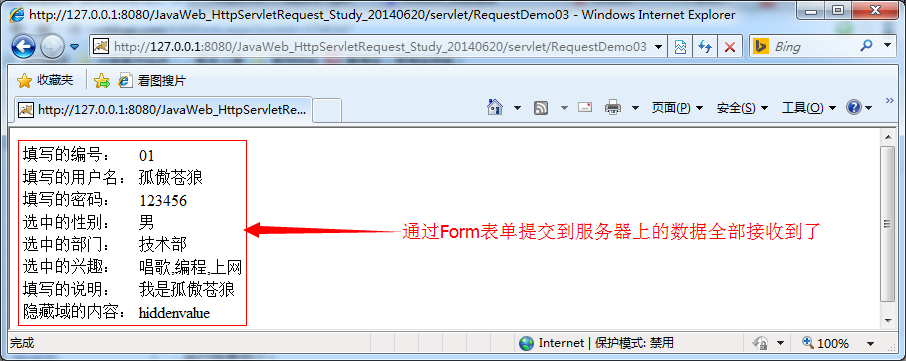 http://127.0.0.1:8080/JavaWeb_HttpServletRequest_Study_20140620/servlet/RequestDemo03 - Windows Internet Explorer
http://127.0.0.1:8080/JavaWeb_HttpServletRequest_Study_20140620/servlet/RequestDemo03 Bing
收藏夹 看图搜片
http://127.0.0.1:8080/JavaWeb_HttpServletRe... 页面(P) 安全(S) 工具(O)
填写的编号： 01
填写的用户名： 孤傲苍狼
填写的密码： 123456
选中的性别： 男
选中的部门： 技术部
选中的兴趣： 唱歌,编程,上网
填写的说明： 我是孤傲苍狼
隐藏域的内容： hiddenvalue
通过Form表单提交到服务器上的数据全部接收到了
完成 Internet | 保护模式: 禁用 100%